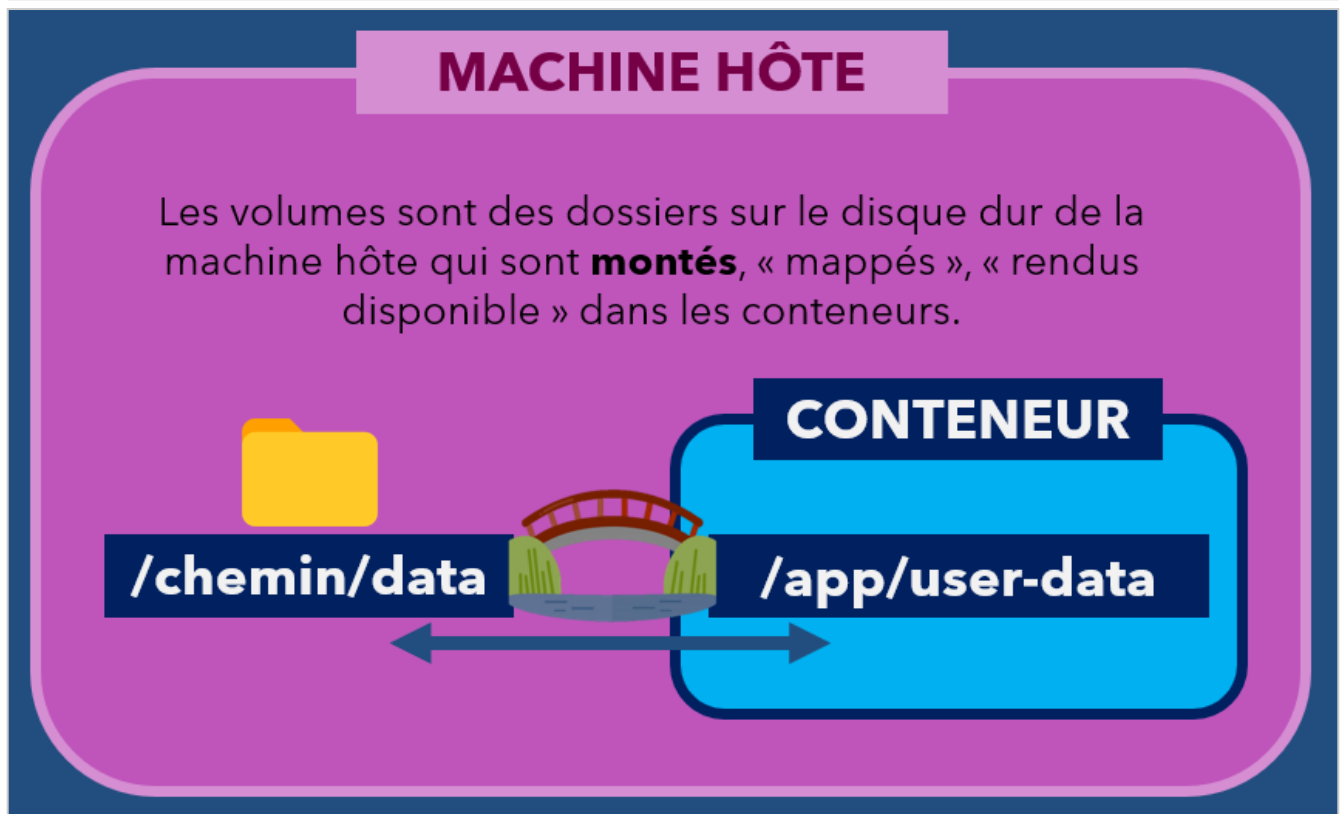 MACHINE HÔTE
Les volumes sont des dossiers sur le disque dur de la
machine hôte qui sont montés, « mappés », « rendus
disponible » dans les conteneurs.
CONTENEUR
/chemin/data
/app/user-data